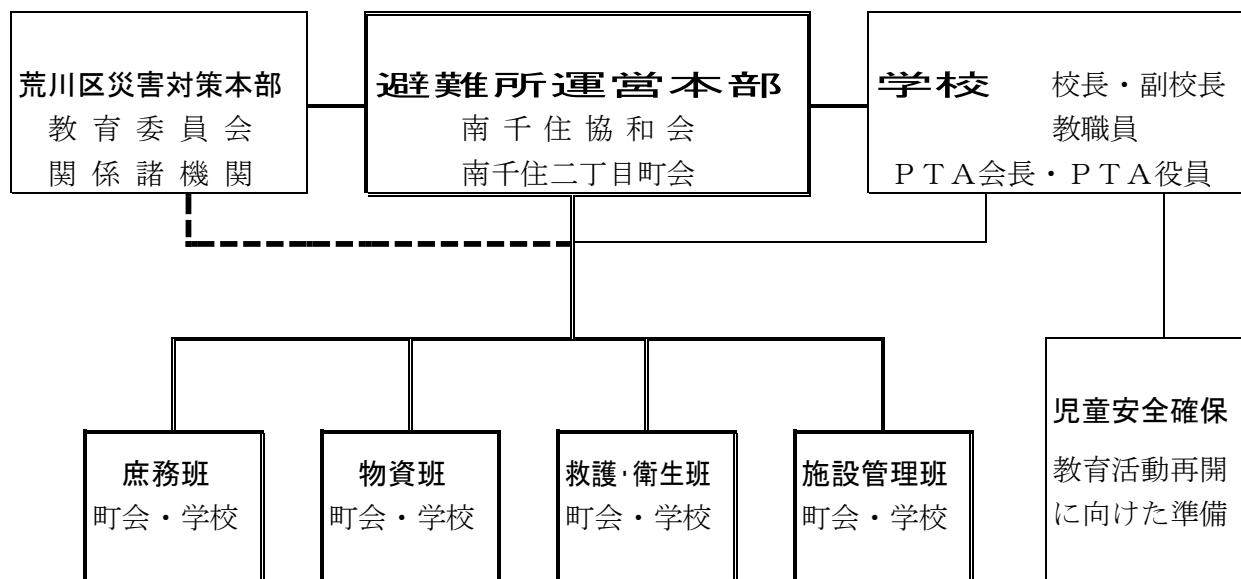 荒川区災害対策本部
教育委員会
関係諸機関
避難所運営本部
南千住協和会
南千住二丁目町会
学校 校長・副校長
教職員
ＰＴＡ会長・ＰＴＡ役員
庶務班
町会・学校
物資班
町会・学校
救護・衛生班
町会・学校
施設管理班
町会・学校
児童安全確保
教育活動再開
に向けた準備